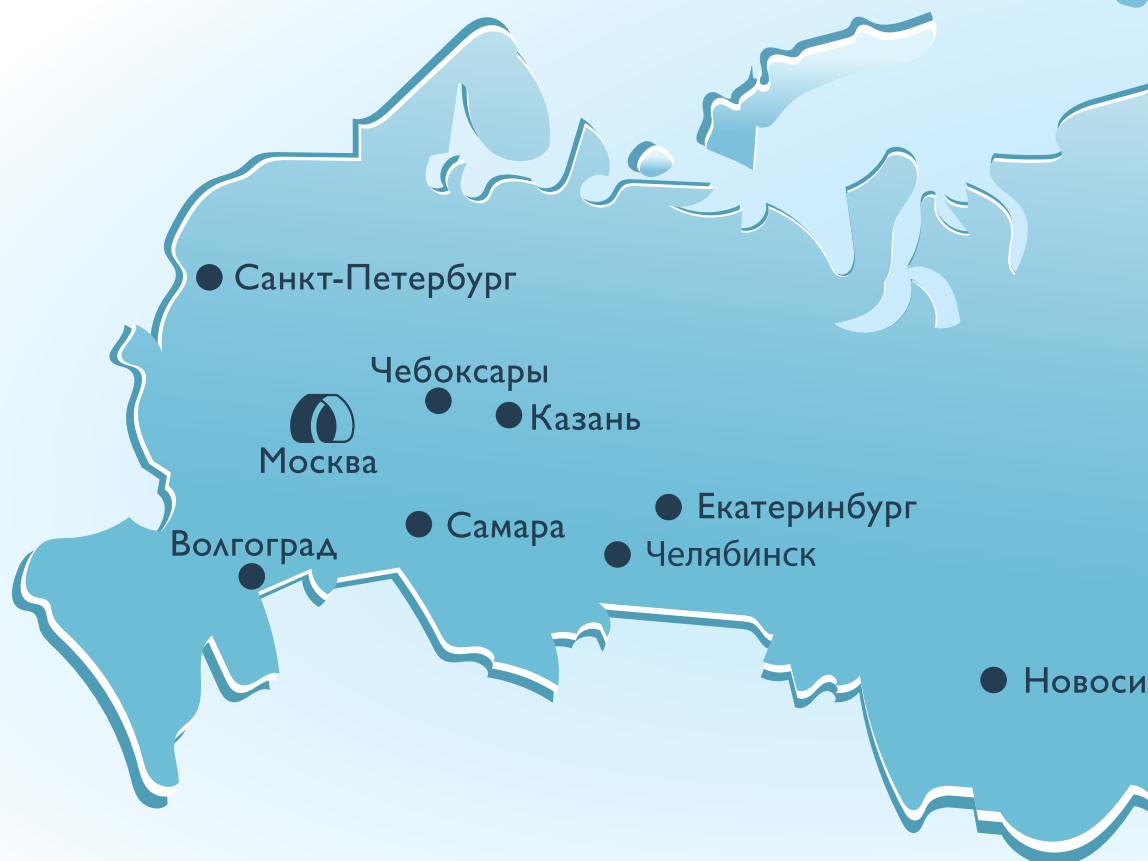 Санкт-Петербург
Чебоксары
Казань
Москва
Екатеринбург
Самара
Волгоград
Челябинск
Новоси